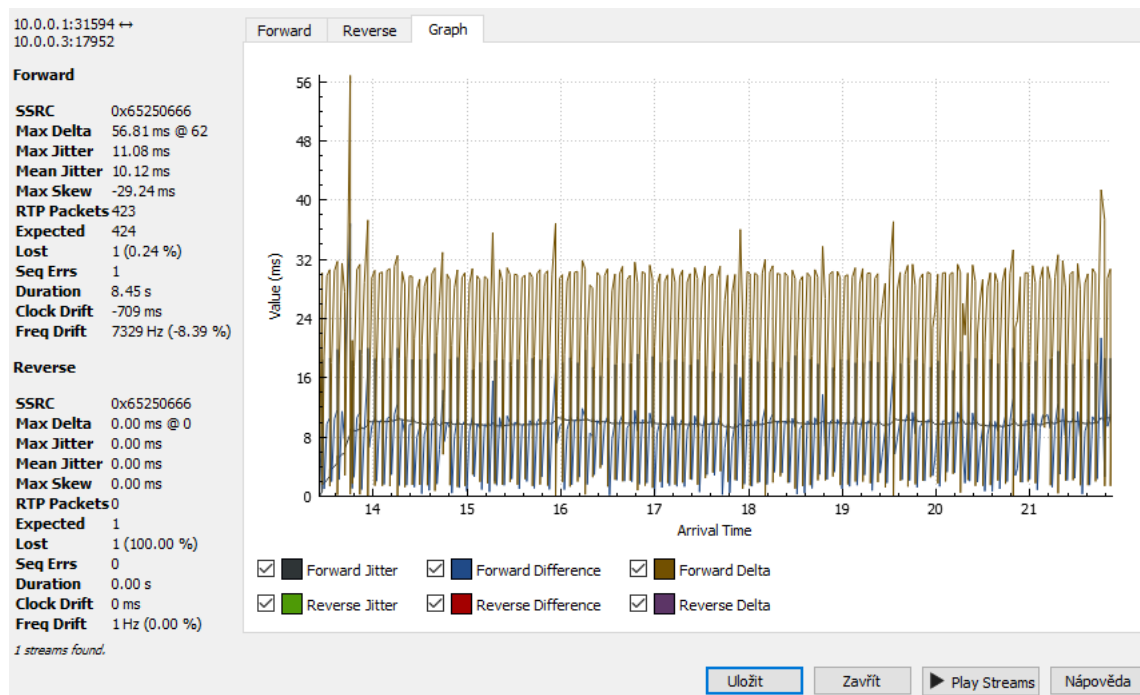 10.0.0.1:31594 ↔
10.0.0.3:17952
Forward
SSRC 0x65250666
Max Delta 56.81 ms @ 62
Max Jitter 11.08 ms
Mean Jitter 10.12 ms
Max Skew -29.24 ms
RTP Packets 423
Expected 424
Lost 1 (0.24 %)
Seq Errs 1
Duration 8.45 s
Clock Drift -709 ms
Freq Drift 7329 Hz (-8.39 %)
Reverse
SSRC 0x65250666
Max Delta 0.00 ms @ 0
Max Jitter 0.00 ms
Mean Jitter 0.00 ms
Max Skew 0.00 ms
RTP Packets 0
Expected 1
Lost 1 (100.00 %)
Seq Errs 0
Duration 0.00 s
Clock Drift 0 ms
Freq Drift 1 Hz (0.00 %)
1 streams found.
Forward Reverse Graph
56
48
40
32
24
16
8
0
Value (ms)
14 15 16 17 18 19 20 21
Arrival Time
Forward Jitter Forward Difference Forward Delta
Reverse Jitter Reverse Difference Reverse Delta
Uložit Zavřít Play Streams Nápověda